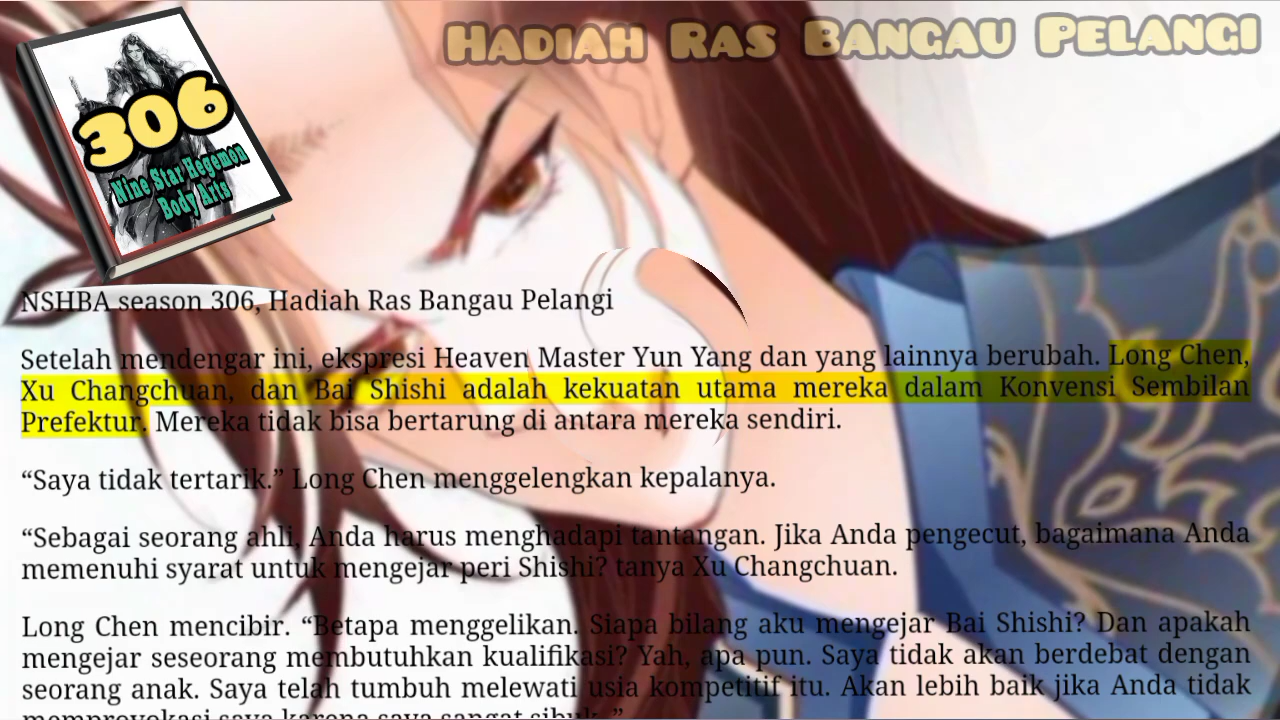 Hadiah Ras Bangau Pelangi
306
Nine Star Hegemon
Body Arts
NSHBA season 306, Hadiah Ras Bangau Pelangi
Setelah mendengar ini, ekspresi Heaven Master Yun Yang dan yang lainnya berubah. Long Chen,
Xu Changchuan, dan Bai Shishi adalah kekuatan utama mereka dalam Konvensi Sembilan
Prefektur. Mereka tidak bisa bertarung di antara mereka sendiri.
“Saya tidak tertarik.” Long Chen menggelengkan kepalanya.
“Sebagai seorang ahli, Anda harus menghadapi tantangan. Jika Anda pengecut, bagaimana Anda
memenuhi syarat untuk mengejar peri Shishi? tanya Xu Changchuan.
Long Chen mencibir. “Betapa menggelikan. Siapa bilang aku mengejar Bai Shishi? Dan apakah
mengejar seseorang membutuhkan kualifikasi? Yah, apa pun. Saya tidak akan berdebat dengan
seorang anak. Saya telah tumbuh melewati usia kompetitif itu. Akan lebih baik jika Anda tidak
memprovokasi saya karena saya sangat sibuk.”